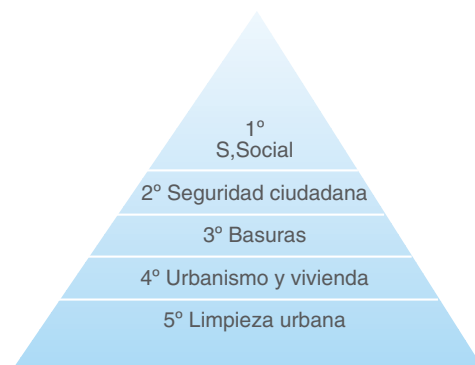 1º
S,Social
2º Seguridad ciudadana
3º Basuras
4º Urbanismo y vivienda
5º Limpieza urbana